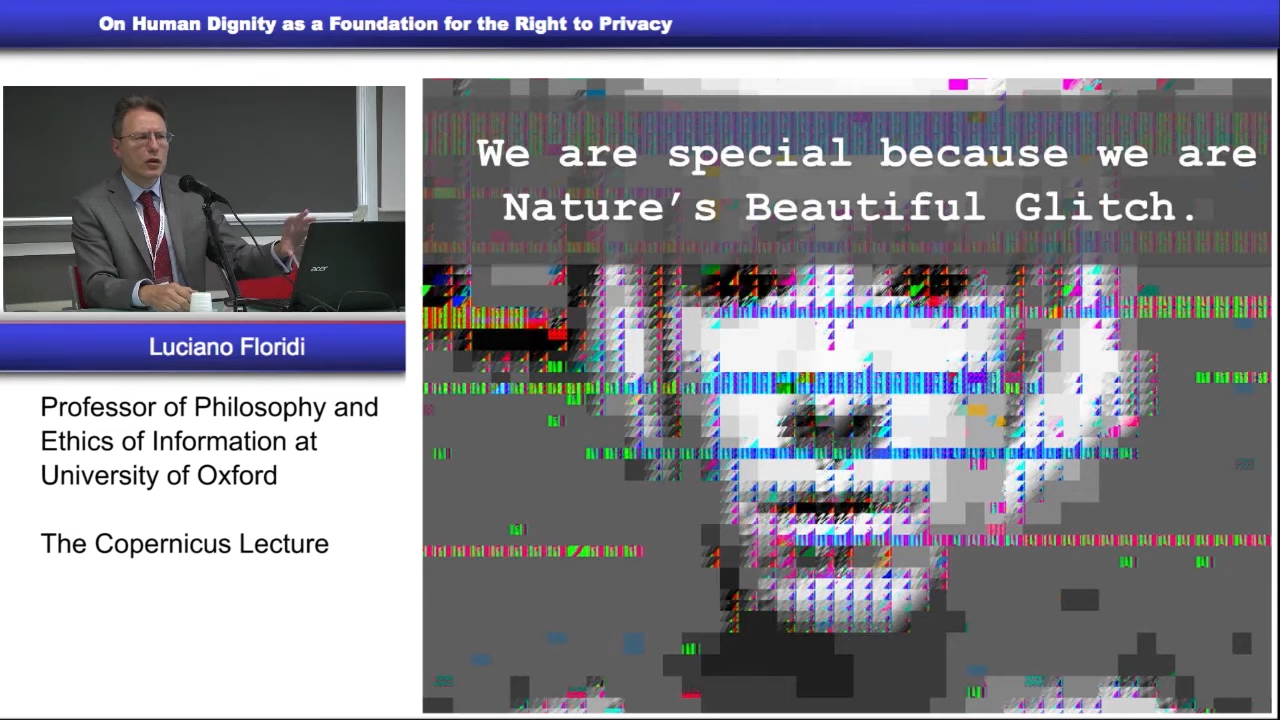 On Human Dignity as a Foundation for the Right to Privacy
We are special because we are
Nature’s Beautiful Glitch.
acer
Luciano Floridi
Professor of Philosophy and
Ethics of Information at
University of Oxford
The Copernicus Lecture